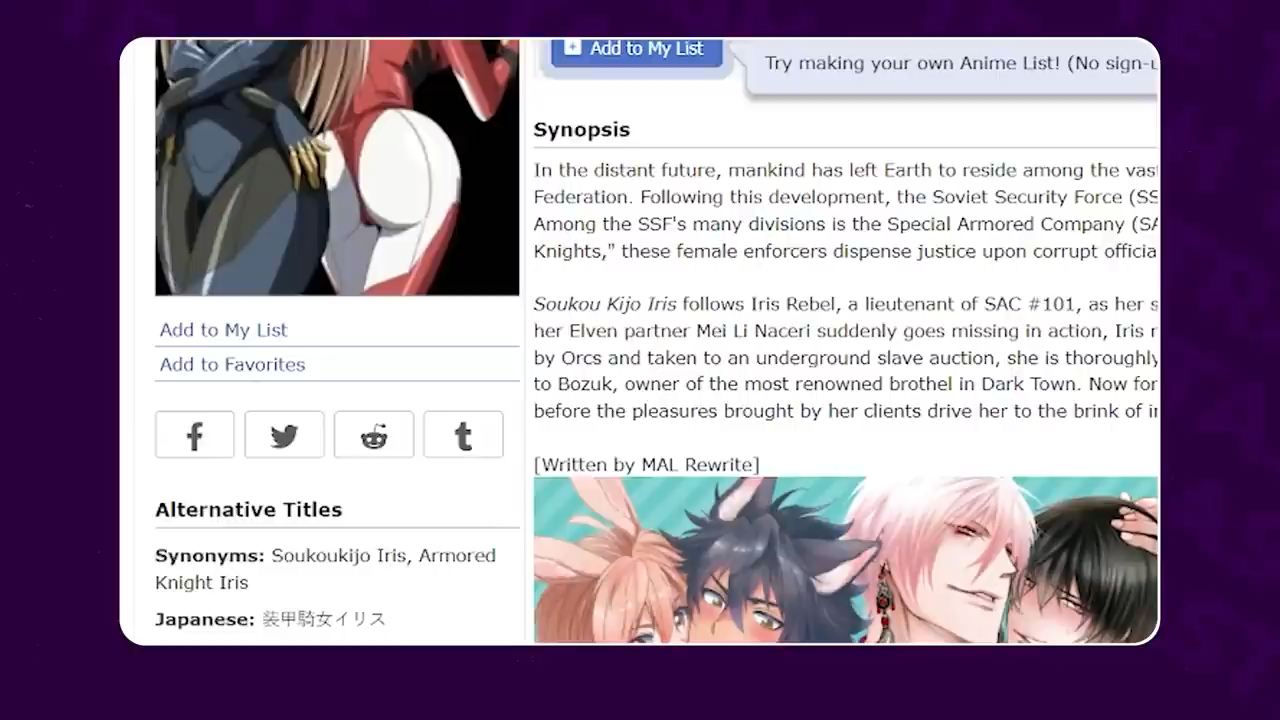 Add to My List
Try making your own Anime List! (No sign-
Synopsis
In the distant future, mankind has left Earth to reside among the vas
Federation. Following this development, the Soviet Security Force (SS
Among the SSF's many divisions is the Special Armored Company (SA
Knights," these female enforcers dispense justice upon corrupt officia
Soukou Kijo Iris follows Iris Rebel, a lieutenant of SAC #101, as her s
her Elven partner Mei Li Naceri suddenly goes missing in action, Iris r
by Orcs and taken to an underground slave auction, she is thoroughly
to Bozuk, owner of the most renowned brothel in Dark Town. Now for
before the pleasures brought by her clients drive her to the brink of i
[Written by MAL Rewrite]
Add to My List
Add to Favorites
Alternative Titles
Synonyms: Soukoukijo Iris, Armored
Knight Iris
Japanese: 装甲騎女イリス